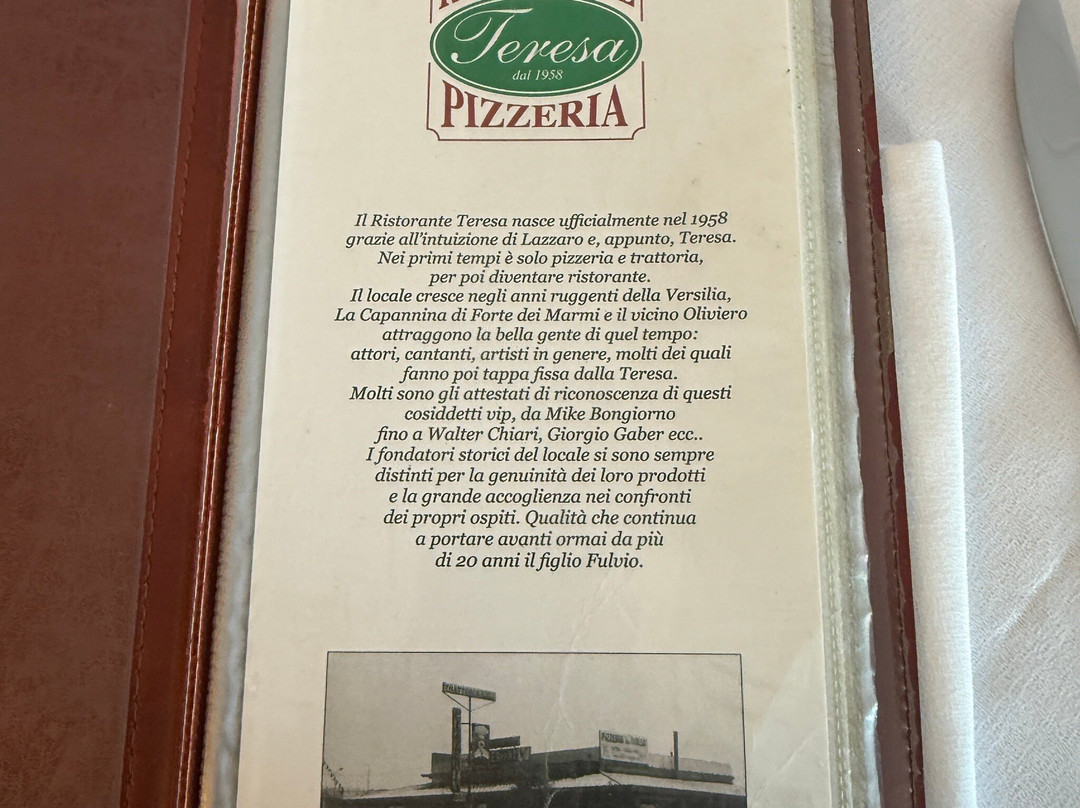 Teresa
dal 1958
PIZZERIA
Il Ristorante Teresa nasce ufficialmente nel 1958
grazie all'intuizione di Lazzaro e, appunto, Teresa.
Nei primi tempi è solo pizzeria e trattoria,
per poi diventare ristorante.
Il locale cresce negli anni ruggenti della Versilia,
La Capannina di Forte dei Marmi e il vicino Oliviero
attraggono la bella gente di quel tempo:
attori, cantanti, artisti in genere, molti dei quali
fanno poi tappa fissa dalla Teresa.
Molti sono gli attestati di riconoscenza di questi
cosiddetti vip, da Mike Bongiorno
fino a Walter Chiari, Giorgio Gaber ecc..
I fondatori storici del locale si sono sempre
distinti per la genuinità dei loro prodotti
e la grande accoglienza nei confronti
dei propri ospiti. Qualità che continua
a portare avanti ormai da più
di 20 anni il figlio Fulvio.